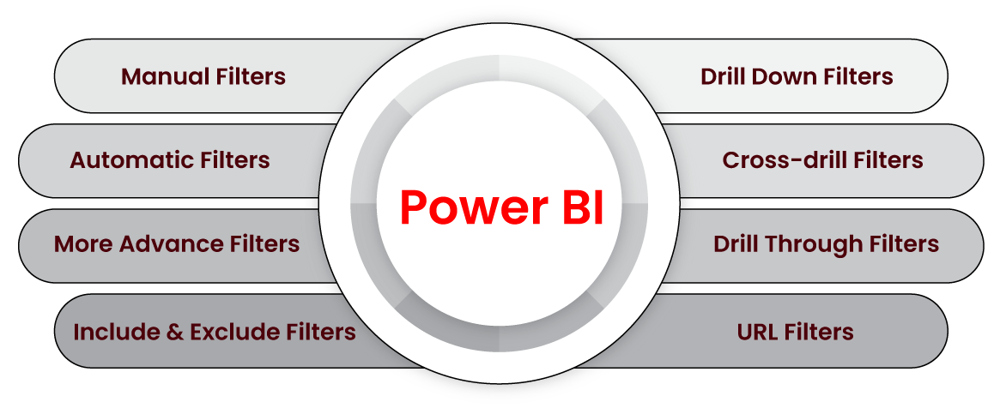 Manual Filters
Automatic Filters
More Advance Filters
Include & Exclude Filters
Power BI
Drill Down Filters
Cross-drill Filters
Drill Through Filters
URL Filters